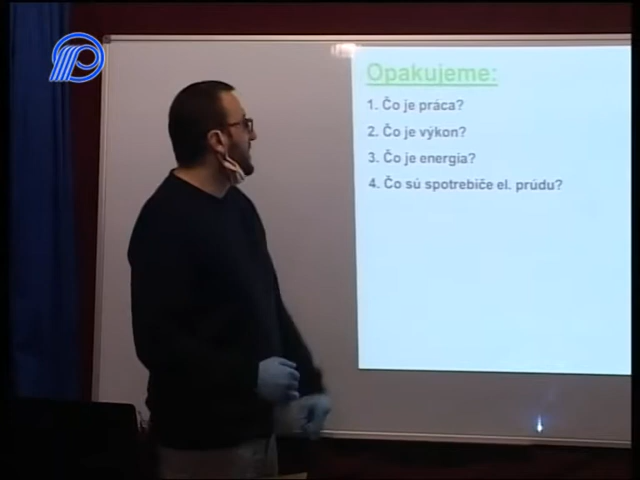 Opakujeme:
1. Čo je práca?
2. Čo je výkon?
3. Čo je energia?
4. Čo sú spotrebiče el. prúdu?